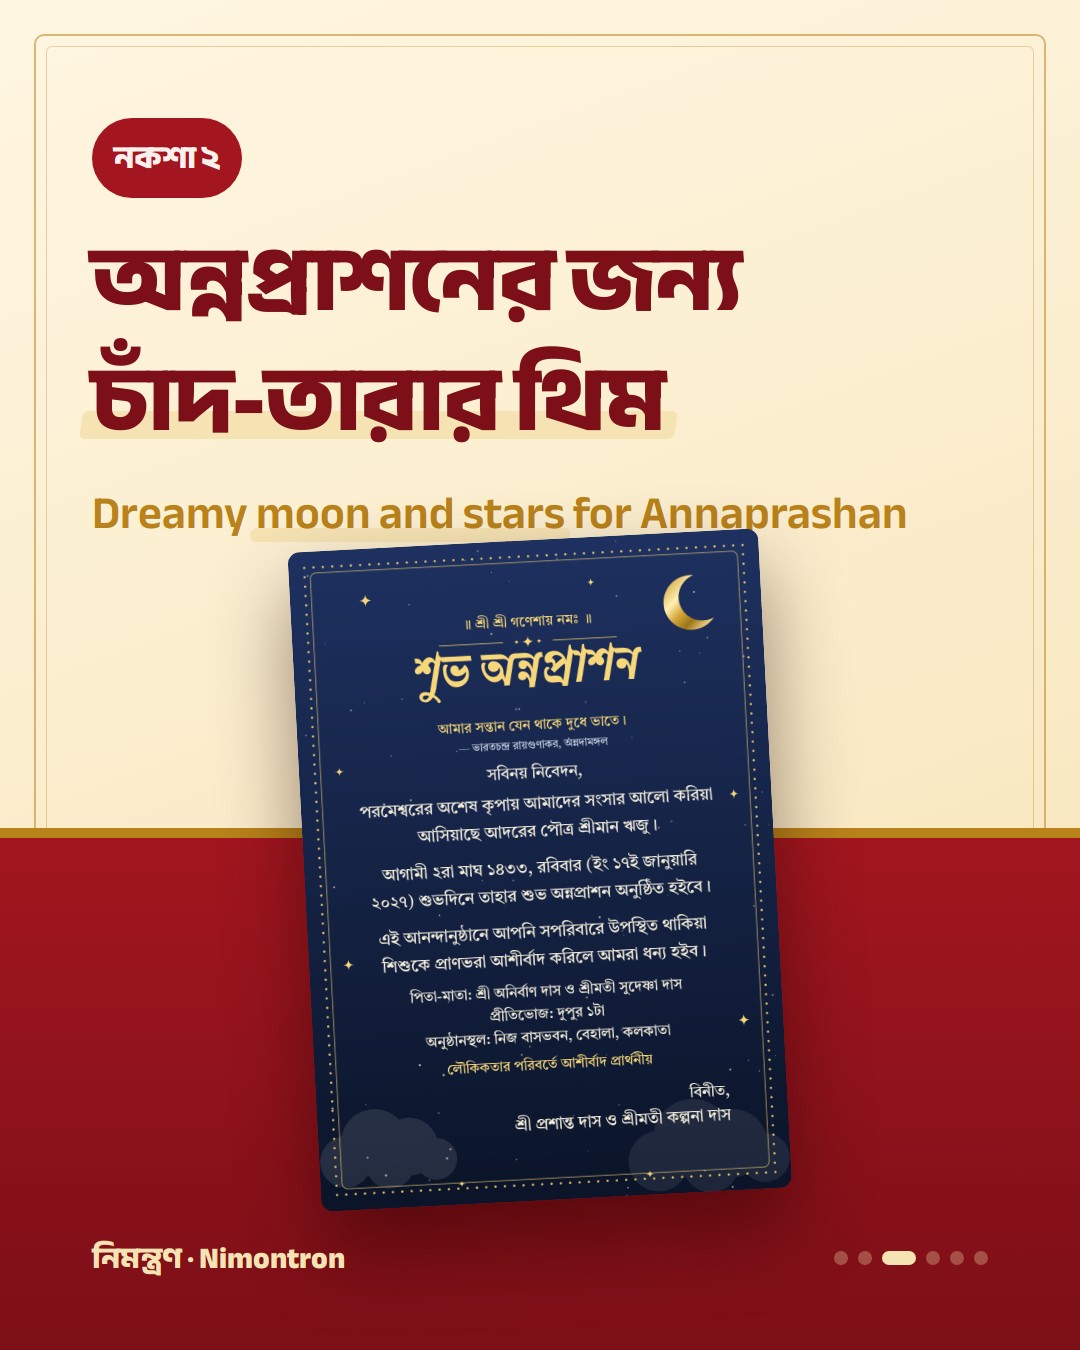 নকশা ২
অন্নপ্রাশনের জন্য
চাঁদ-তারার থিম
Dreamy moon and stars for Annaprashan
॥ শ্রী শ্রী গণেশায় নমঃ ॥
শুভ অন্নপ্রাশন
আমার সন্তান যেন থাকে দুধে ভাতে।
— ভারতচন্দ্র রায়গুণাকর, অন্নদামঙ্গল
সবিনয় নিবেদন,
পরমেশ্বরের অশেষ কৃপায় আমাদের সংসার আলো করিয়া
আসিয়াছে আদরের পৌত্র শ্রীমান ঋজু।
আগামী ২রা মাঘ ১৪৩৩, রবিবার (ইং ১৭ই জানুয়ারি
২০২৭) শুভদিনে তাহার শুভ অন্নপ্রাশন অনুষ্ঠিত হইবে।
এই আনন্দানুষ্ঠানে আপনি সপরিবারে উপস্থিত থাকিয়া
শিশুকে প্রাণভরা আশীর্বাদ করিলে আমরা ধন্য হইব।
পিতা-মাতা: শ্রী অনির্বাণ দাস ও শ্রীমতী সুদেষ্ণা দাস
প্রীতিভোজ: দুপুর ১টা
অনুষ্ঠানস্থল: নিজ বাসভবন, বেহালা, কলকাতা
লৌকিকতার পরিবর্তে আশীর্বাদ প্রার্থনীয়
বিনীত,
শ্রী প্রশান্ত দাস ও শ্রীমতী কল্পনা দাস
নিমন্ত্রণ · Nimontron